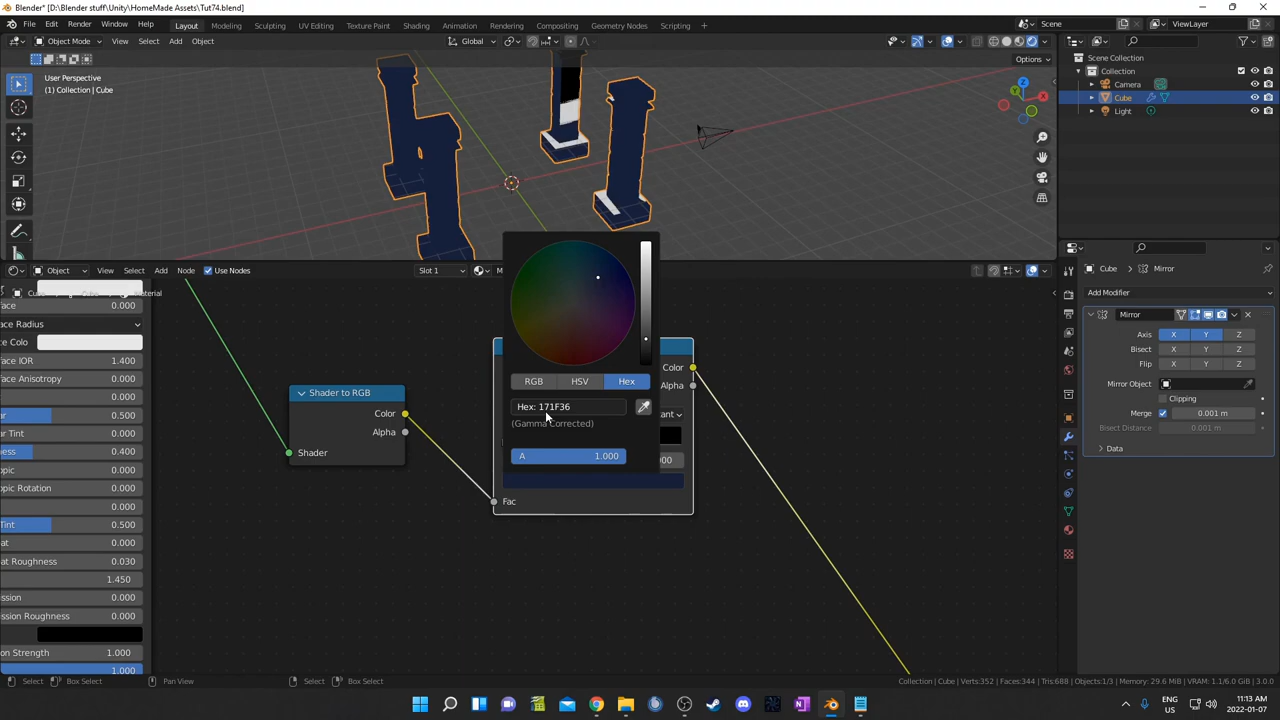 Blender* [D:\Blender stuff\Unity\HomeMade Assets\Tut74.blend]
File Edit Render Window Help Layout Modeling Sculpting UV Editing Texture Paint Shading Animation Rendering Compositing Geometry Nodes Scripting Scene ViewLayer
Object Mode View Select Add Object Global
Options
User Perspective
(1) Collection | Cube
Z
X
Y
Scene Collection
Collection
Camera
Cube
Light
Object View Select Add Node Use Nodes Slot 1
Material
0.000
ace Radius
ce Color
face IOR 1.400
ace Anisotropy 0.000
0.000
0.500
ar Tint 0.000
0.400
0.000
opic Rotation 0.000
0.000
Tint 0.500
0.000
at Roughness 0.030
1.450
0.000
ssion Roughness 0.000
on Strength 1.000
1.000
Shader to RGB
Color
Alpha
Shader
RGB HSV Hex
Hex: 171F36
(Gamma Corrected)
A 1.000
Color
Alpha
Fac
Cube Mirror
Add Modifier
Mirror
Axis X Y Z
Bisect X Y Z
Flip X Y Z
Mirror Object
Clipping
Merge 0.001 m
Bisect Distance 0.001 m
Data
Select Box Select Pan View Select Box Select
Collection | Cube | Verts:352 | Faces:344 | Tris:688 | Objects:1/3 | Memory: 29.6 MiB | VRAM: 1.1/6.0 GiB | 3.0.0
ENG
US
11:13 AM
2022-01-07